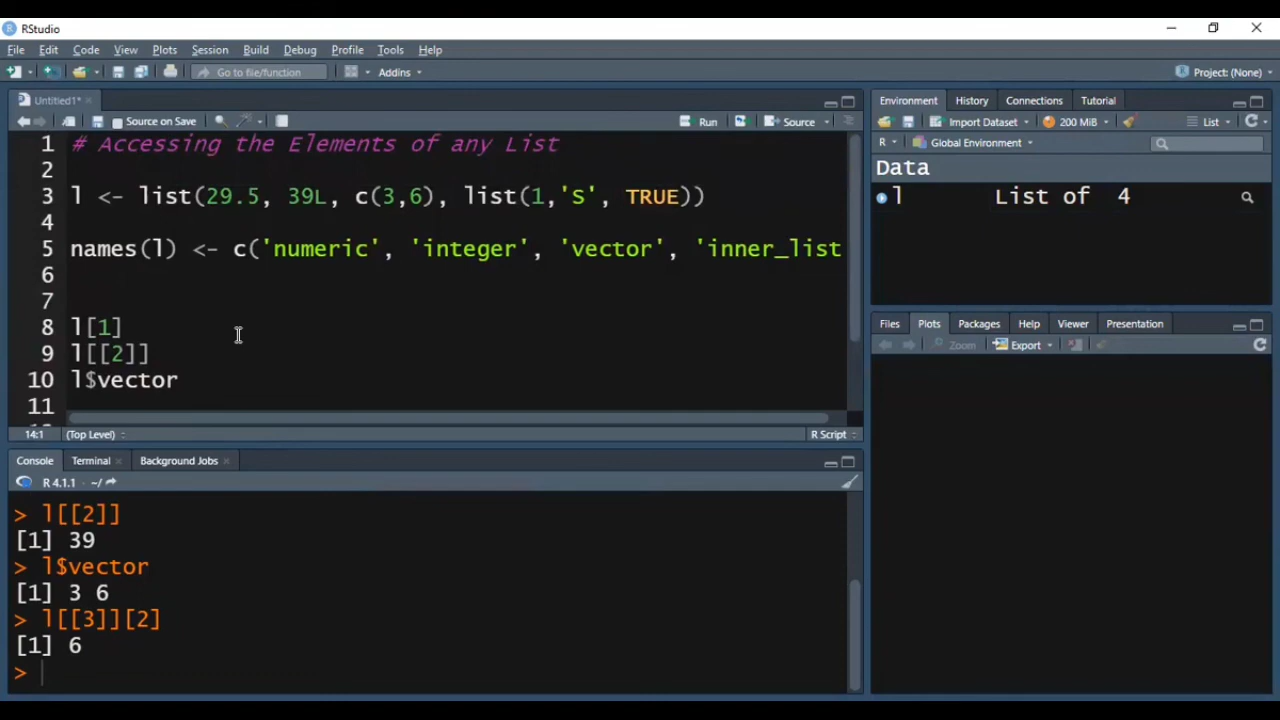 RStudio
File Edit View Plots Session Build Debug Profile Tools Help
Go to file/function Addins Project: (None)
Untitled1*
Source on Save Run Source
1 # Accessing the Elements of any List
2
3 l <- list(29.5, 39L, c(3,6), list(1,'S', TRUE))
4
5 names(l) <- c('numeric', 'integer', 'vector', 'inner_list
6
7
8 l[1]
9 l[[2]]
10 l$vector
11
14:1 (Top Level) R Script
Console Terminal Background Jobs
R 4.1.1 · ~/
> l[[2]]
[1] 39
> l$vector
[1] 3 6
> l[[3]][2]
[1] 6
>
Environment History Connections Tutorial
Import Dataset 200 MiB List
R Global Environment
Data
l List of 4
Files Plots Packages Help Viewer Presentation
Zoom Export